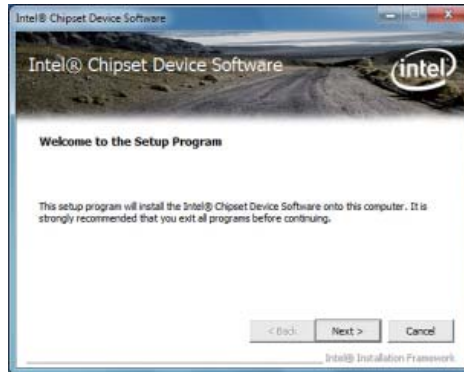 Intel® Chipset Device Software
Intel® Chipset Device Software
intel
Welcome to the Setup Program
This setup program will install the Intel® Chipset Device Software onto this computer. It is
strongly recommended that you exit all programs before continuing.
< Back
Next >
Cancel
Intel® Installation Framework